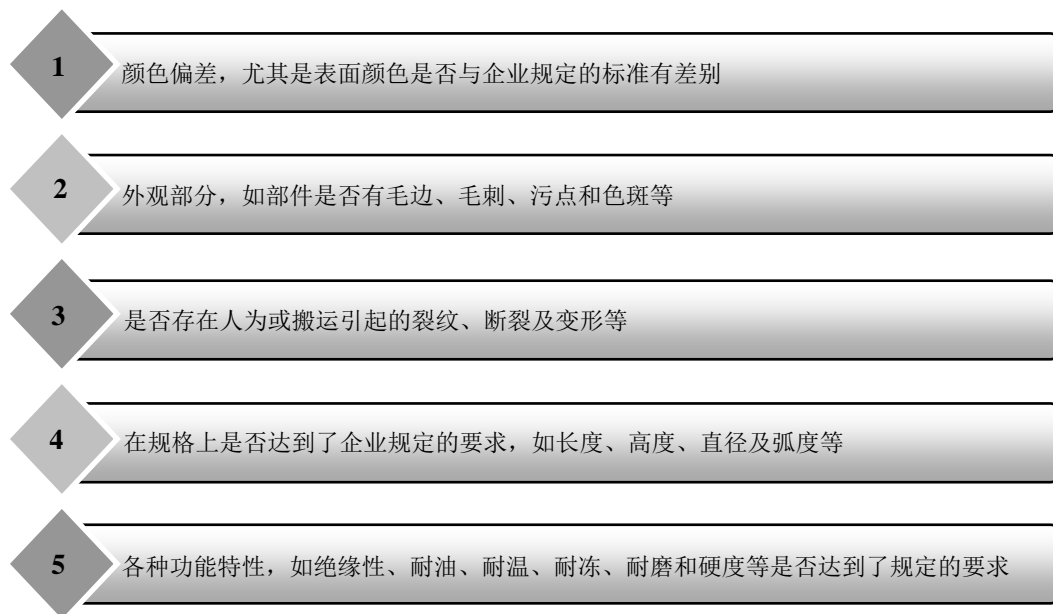 1 颜色偏差，尤其是表面颜色是否与企业规定的标准有差别
2 外观部分，如部件是否有毛边、毛刺、污点和色斑等
3 是否存在人为或搬运引起的裂纹、断裂及变形等
4 在规格上是否达到了企业规定的要求，如长度、高度、直径及弧度等
5 各种功能特性，如绝缘性、耐油、耐温、耐冻、耐磨和硬度等是否达到了规定的要求